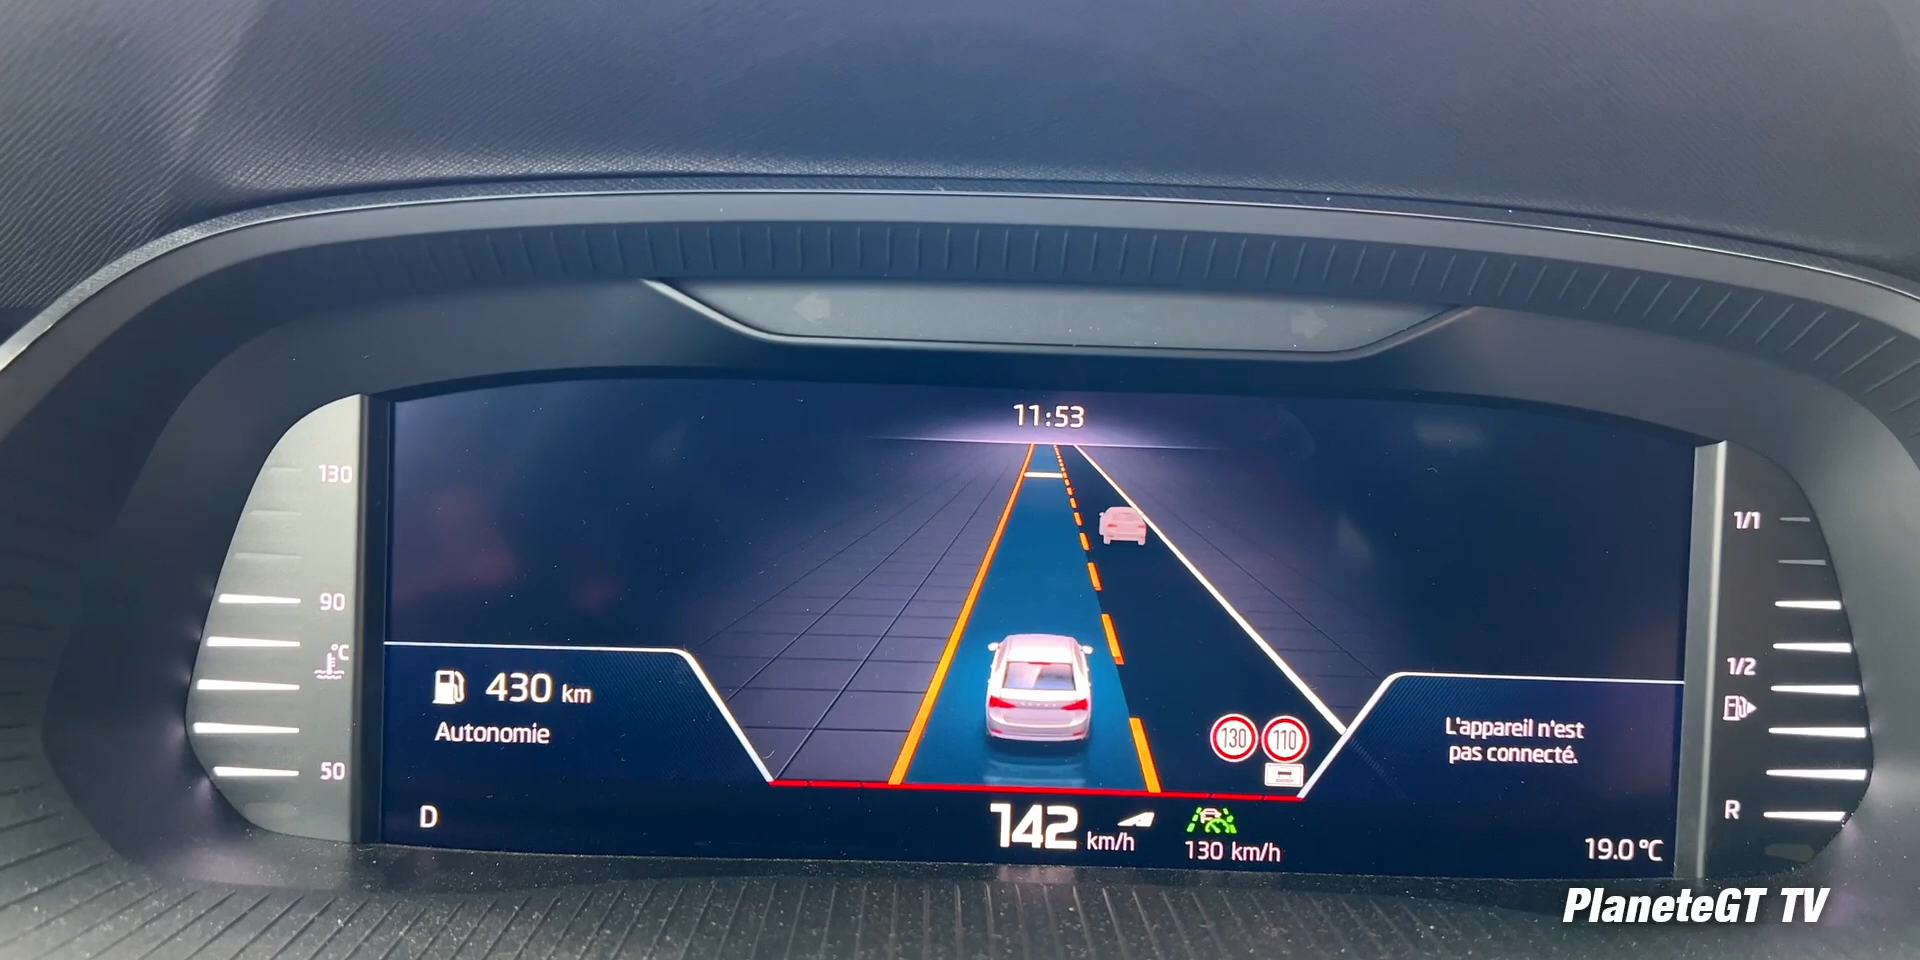 11:53
130
90
°C
50
430 km
Autonomie
D
142 km/h
130
110
130 km/h
L'appareil n'est
pas connecté.
19.0 °C
1/1
1/2
R
PlaneteGT TV